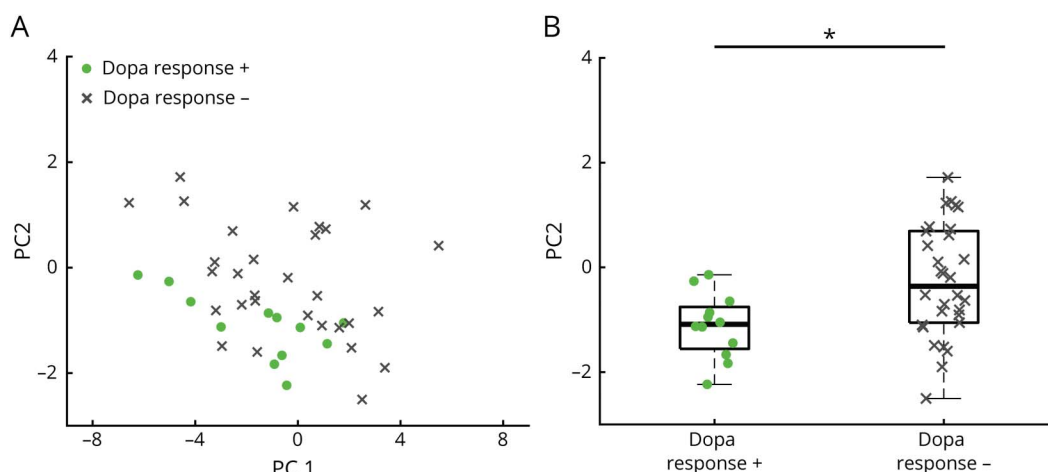 A
4
2
0
−2
PC2
Dopa response +
Dopa response −
−8
−4
0
4
8
PC 1
B
*
4
2
0
−2
PC2
Dopa
response +
Dopa
response −